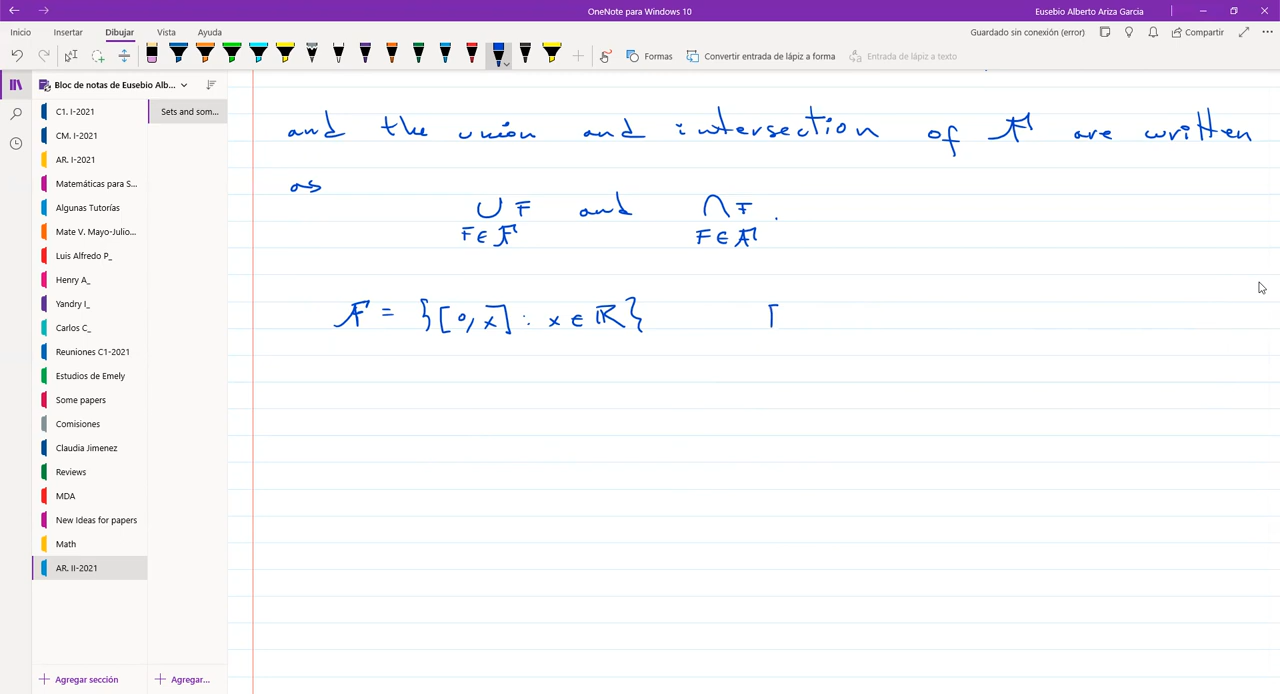 OneNote para Windows 10
Eusebio Alberto Ariza Garcia
Inicio Insertar Dibujar Vista Ayuda
Guardado sin conexión (error) Compartir
Formas Convertir entrada de lápiz a forma Entrada de lápiz a texto
Bloc de notas de Eusebio Alb...
C1. I-2021
CM. I-2021
AR. I-2021
Matemáticas para S...
Algunas Tutorías
Mate V. Mayo-Julio...
Luis Alfredo P_
Henry A_
Yandry I_
Carlos C_
Reuniones C1-2021
Estudios de Emely
Some papers
Comisiones
Claudia Jimenez
Reviews
MDA
New Ideas for papers
Math
AR. II-2021
Agregar sección
Sets and som...
Agregar...
and the union and intersection of ℱ are written
as
∪ F and ∩ F .
F ∈ ℱ F ∈ ℱ
ℱ = {[0, x] : x ∈ ℝ} [